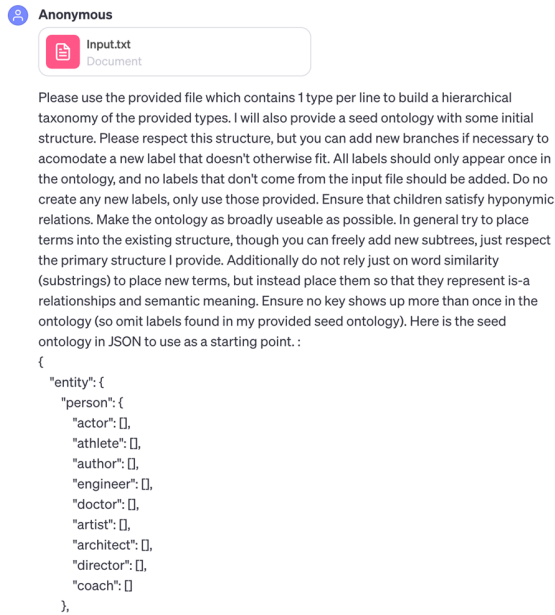 Anonymous
Input.txt
Document
Please use the provided file which contains 1 type per line to build a hierarchical
taxonomy of the provided types. I will also provide a seed ontology with some initial
structure. Please respect this structure, but you can add new branches if necessary to
acomodate a new label that doesn't otherwise fit. All labels should only appear once in
the ontology, and no labels that don't come from the input file should be added. Do no
create any new labels, only use those provided. Ensure that children satisfy hyponymic
relations. Make the ontology as broadly useable as possible. In general try to place
terms into the existing structure, though you can freely add new subtrees, just respect
the primary structure I provide. Additionally do not rely just on word similarity
(substrings) to place new terms, but instead place them so that they represent is-a
relationships and semantic meaning. Ensure no key shows up more than once in the
ontology (so omit labels found in my provided seed ontology). Here is the seed
ontology in JSON to use as a starting point. :
{
"entity": {
"person": {
"actor": [],
"athlete": [],
"author": [],
"engineer": [],
"doctor": [],
"artist": [],
"architect": [],
"director": [],
"coach": []
},